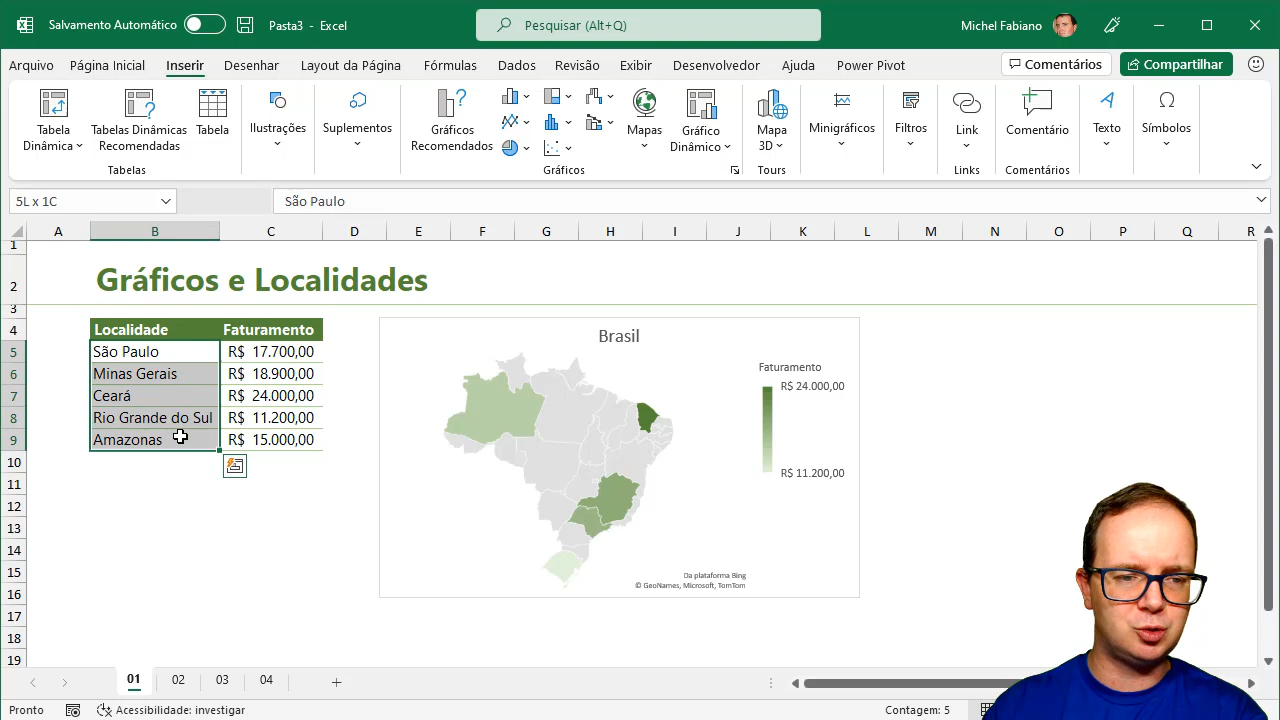 Salvamento Automático
Pasta3 - Excel
Pesquisar (Alt+Q)
Michel Fabiano
Arquivo
Página Inicial
Inserir
Desenhar
Layout da Página
Fórmulas
Dados
Revisão
Exibir
Desenvolvedor
Ajuda
Power Pivot
Comentários
Compartilhar
Tabela Dinâmica
Tabelas Dinâmicas Recomendadas
Tabela
Ilustrações
Suplementos
Gráficos Recomendados
Mapas
Gráfico Dinâmico
Mapa 3D
Minigráficos
Filtros
Link
Comentário
Texto
Símbolos
Tabelas
Gráficos
Tours
Links
Comentários
5L x 1C
São Paulo
A B C D E F G H I J K L M N O P Q R
1
2 Gráficos e Localidades
3
4 Localidade Faturamento
5 São Paulo R$ 17.700,00
6 Minas Gerais R$ 18.900,00
7 Ceará R$ 24.000,00
8 Rio Grande do Sul R$ 11.200,00
9 Amazonas R$ 15.000,00
10
11
12
13
14
15
16
17
18
19
Brasil
Faturamento
R$ 24.000,00
R$ 11.200,00
Da plataforma Bing
© GeoNames, Microsoft, TomTom
01 02 03 04
Pronto
Acessibilidade: investigar
Contagem: 5